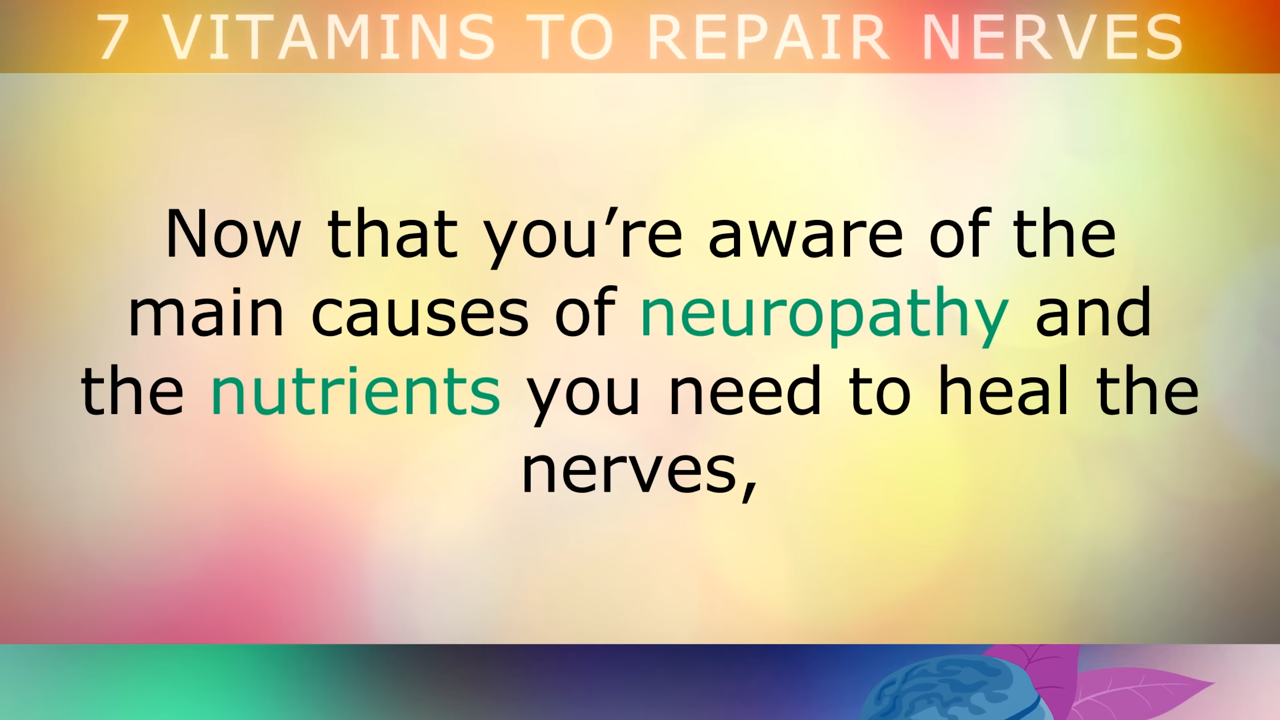 7 VITAMINS TO REPAIR NERVES
Now that you’re aware of the
main causes of neuropathy and
the nutrients you need to heal the
nerves,